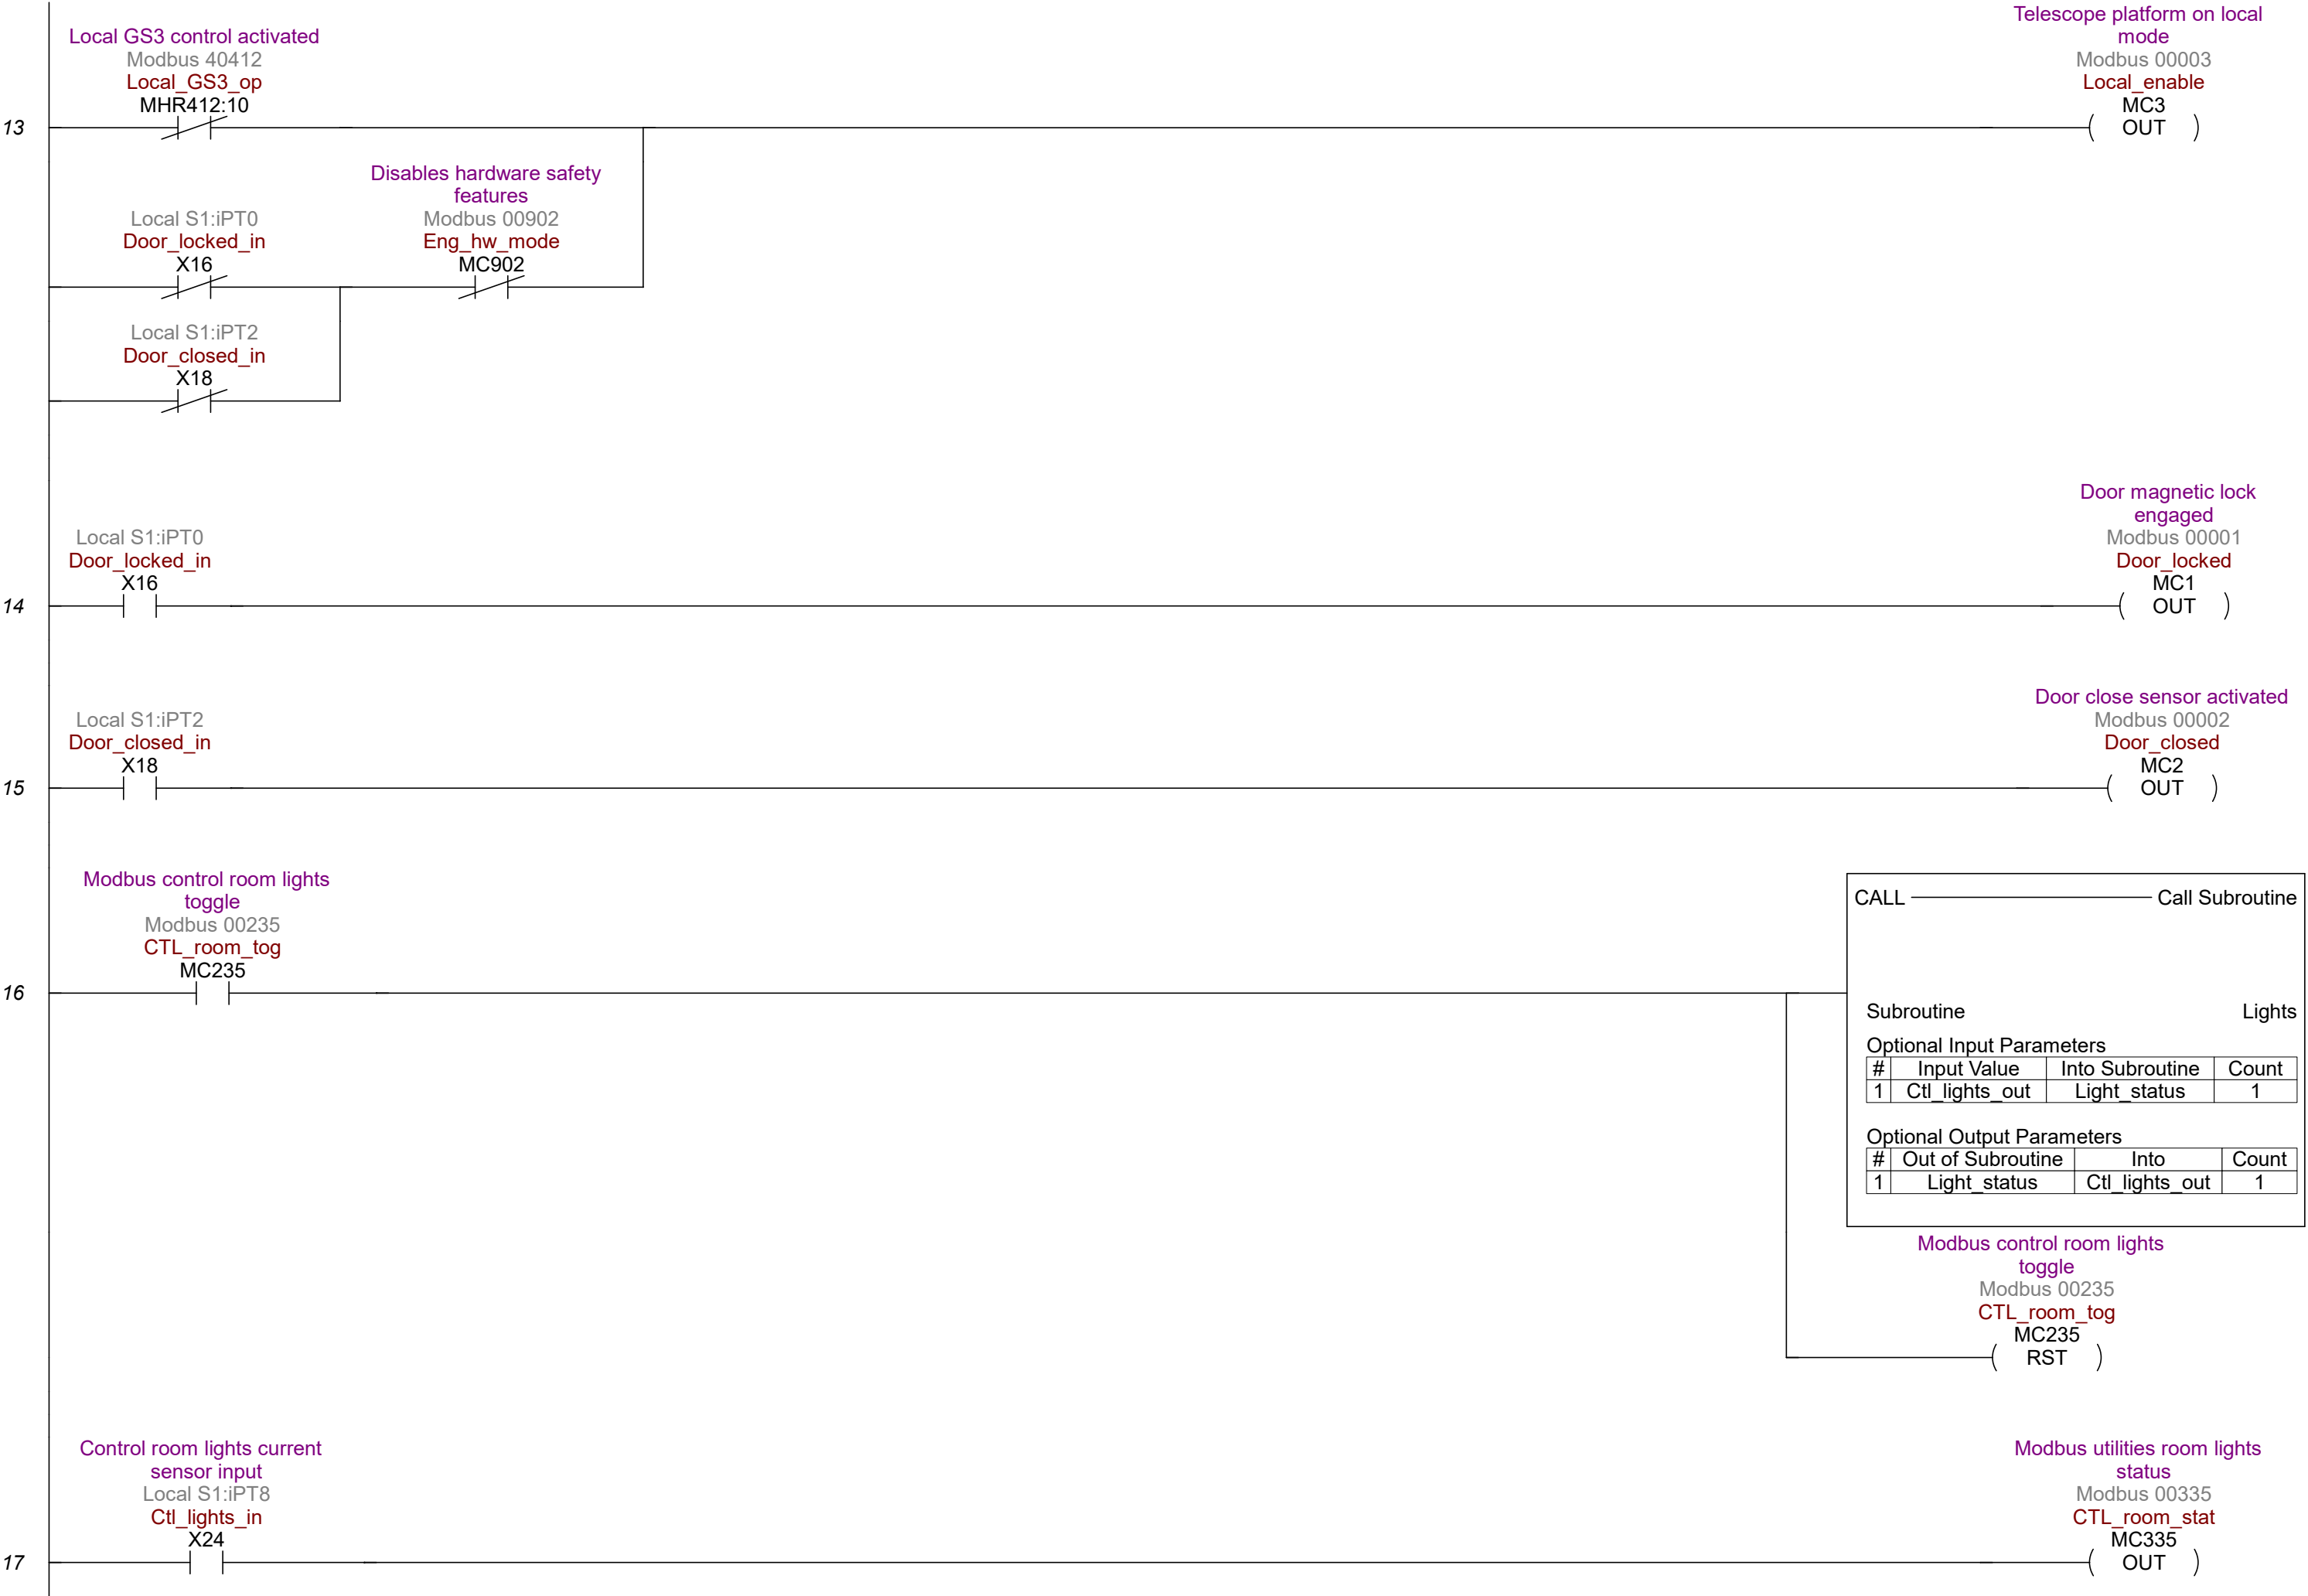 Local GS3 control activated
Modbus 40412
Local_GS3_op
MHR412:10
Telescope platform on local
mode
Modbus 00003
Local_enable
MC3
13
OUT
Disables hardware safety
features
Modbus 00902
Eng_hw_mode
MC902
Local S1:iPT0
Door_locked_in
X16
Local S1:iPT2
Door_closed_in
X18
Local S1:iPT0
Door_locked_in
X16
Door magnetic lock
engaged
Modbus 00001
Door_locked
MC1
14
OUT
Local S1:iPT2
Door_closed_in
X18
Door close sensor activated
Modbus 00002
Door_closed
MC2
15
OUT
Modbus control room lights
toggle
Modbus 00235
CTL_room_tog
MC235
16
CALL Call Subroutine
Subroutine Lights
Optional Input Parameters
# Input Value Into Subroutine Count
1 Ctl_lights_out Light_status 1
Optional Output Parameters
# Out of Subroutine Into Count
1 Light_status Ctl_lights_out 1
Modbus control room lights
toggle
Modbus 00235
CTL_room_tog
MC235
RST
Control room lights current
sensor input
Local S1:iPT8
Ctl_lights_in
X24
Modbus utilities room lights
status
Modbus 00335
CTL_room_stat
MC335
17
OUT